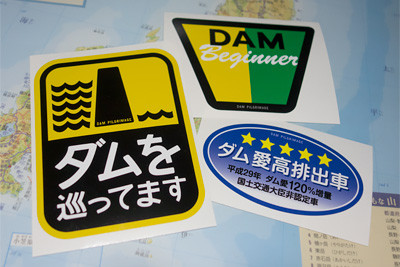 DAM PILGRIMAGE
ダムを
巡ってます
DAM
Beginner
DAM PILGRIMAGE
DAM PILGRIMAGE
ダム愛高排出車
平成29年 ダム愛120%増量
国土交通大臣非認定車